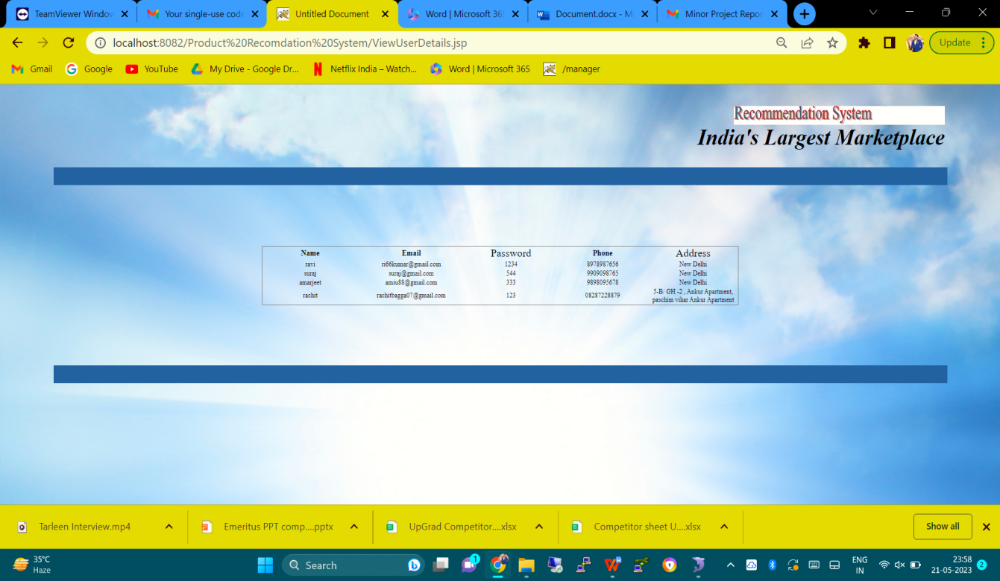 TeamViewer Window
Your single-use code
Untitled Document
Word | Microsoft 365
Document.docx - Mi
Minor Project Repor
localhost:8082/Product%20Recomdation%20System/ViewUserDetails.jsp
Update
Gmail
Google
YouTube
My Drive - Google Dr...
Netflix India – Watch...
Word | Microsoft 365
/manager
Recommendation System
India's Largest Marketplace
Name Email Password Phone Address
ravi ri66kumar@gmail.com 1234 8978987656 New Delhi
suraj suraj@gmail.com 544 9909098765 New Delhi
amarjeet amiu88@gmail.com 333 9898095678 New Delhi
rachit rachitbagga07@gmail.com 123 08287228879 5-B/ GH -2 , Ankur Apartment,
paschim vihar Ankur Apartment
Tarleen Interview.mp4
Emeritus PPT comp....pptx
UpGrad Competitor....xlsx
Competitor sheet U....xlsx
Show all
35°C
Haze
Search
1
ENG
IN
23:58
21-05-2023
2